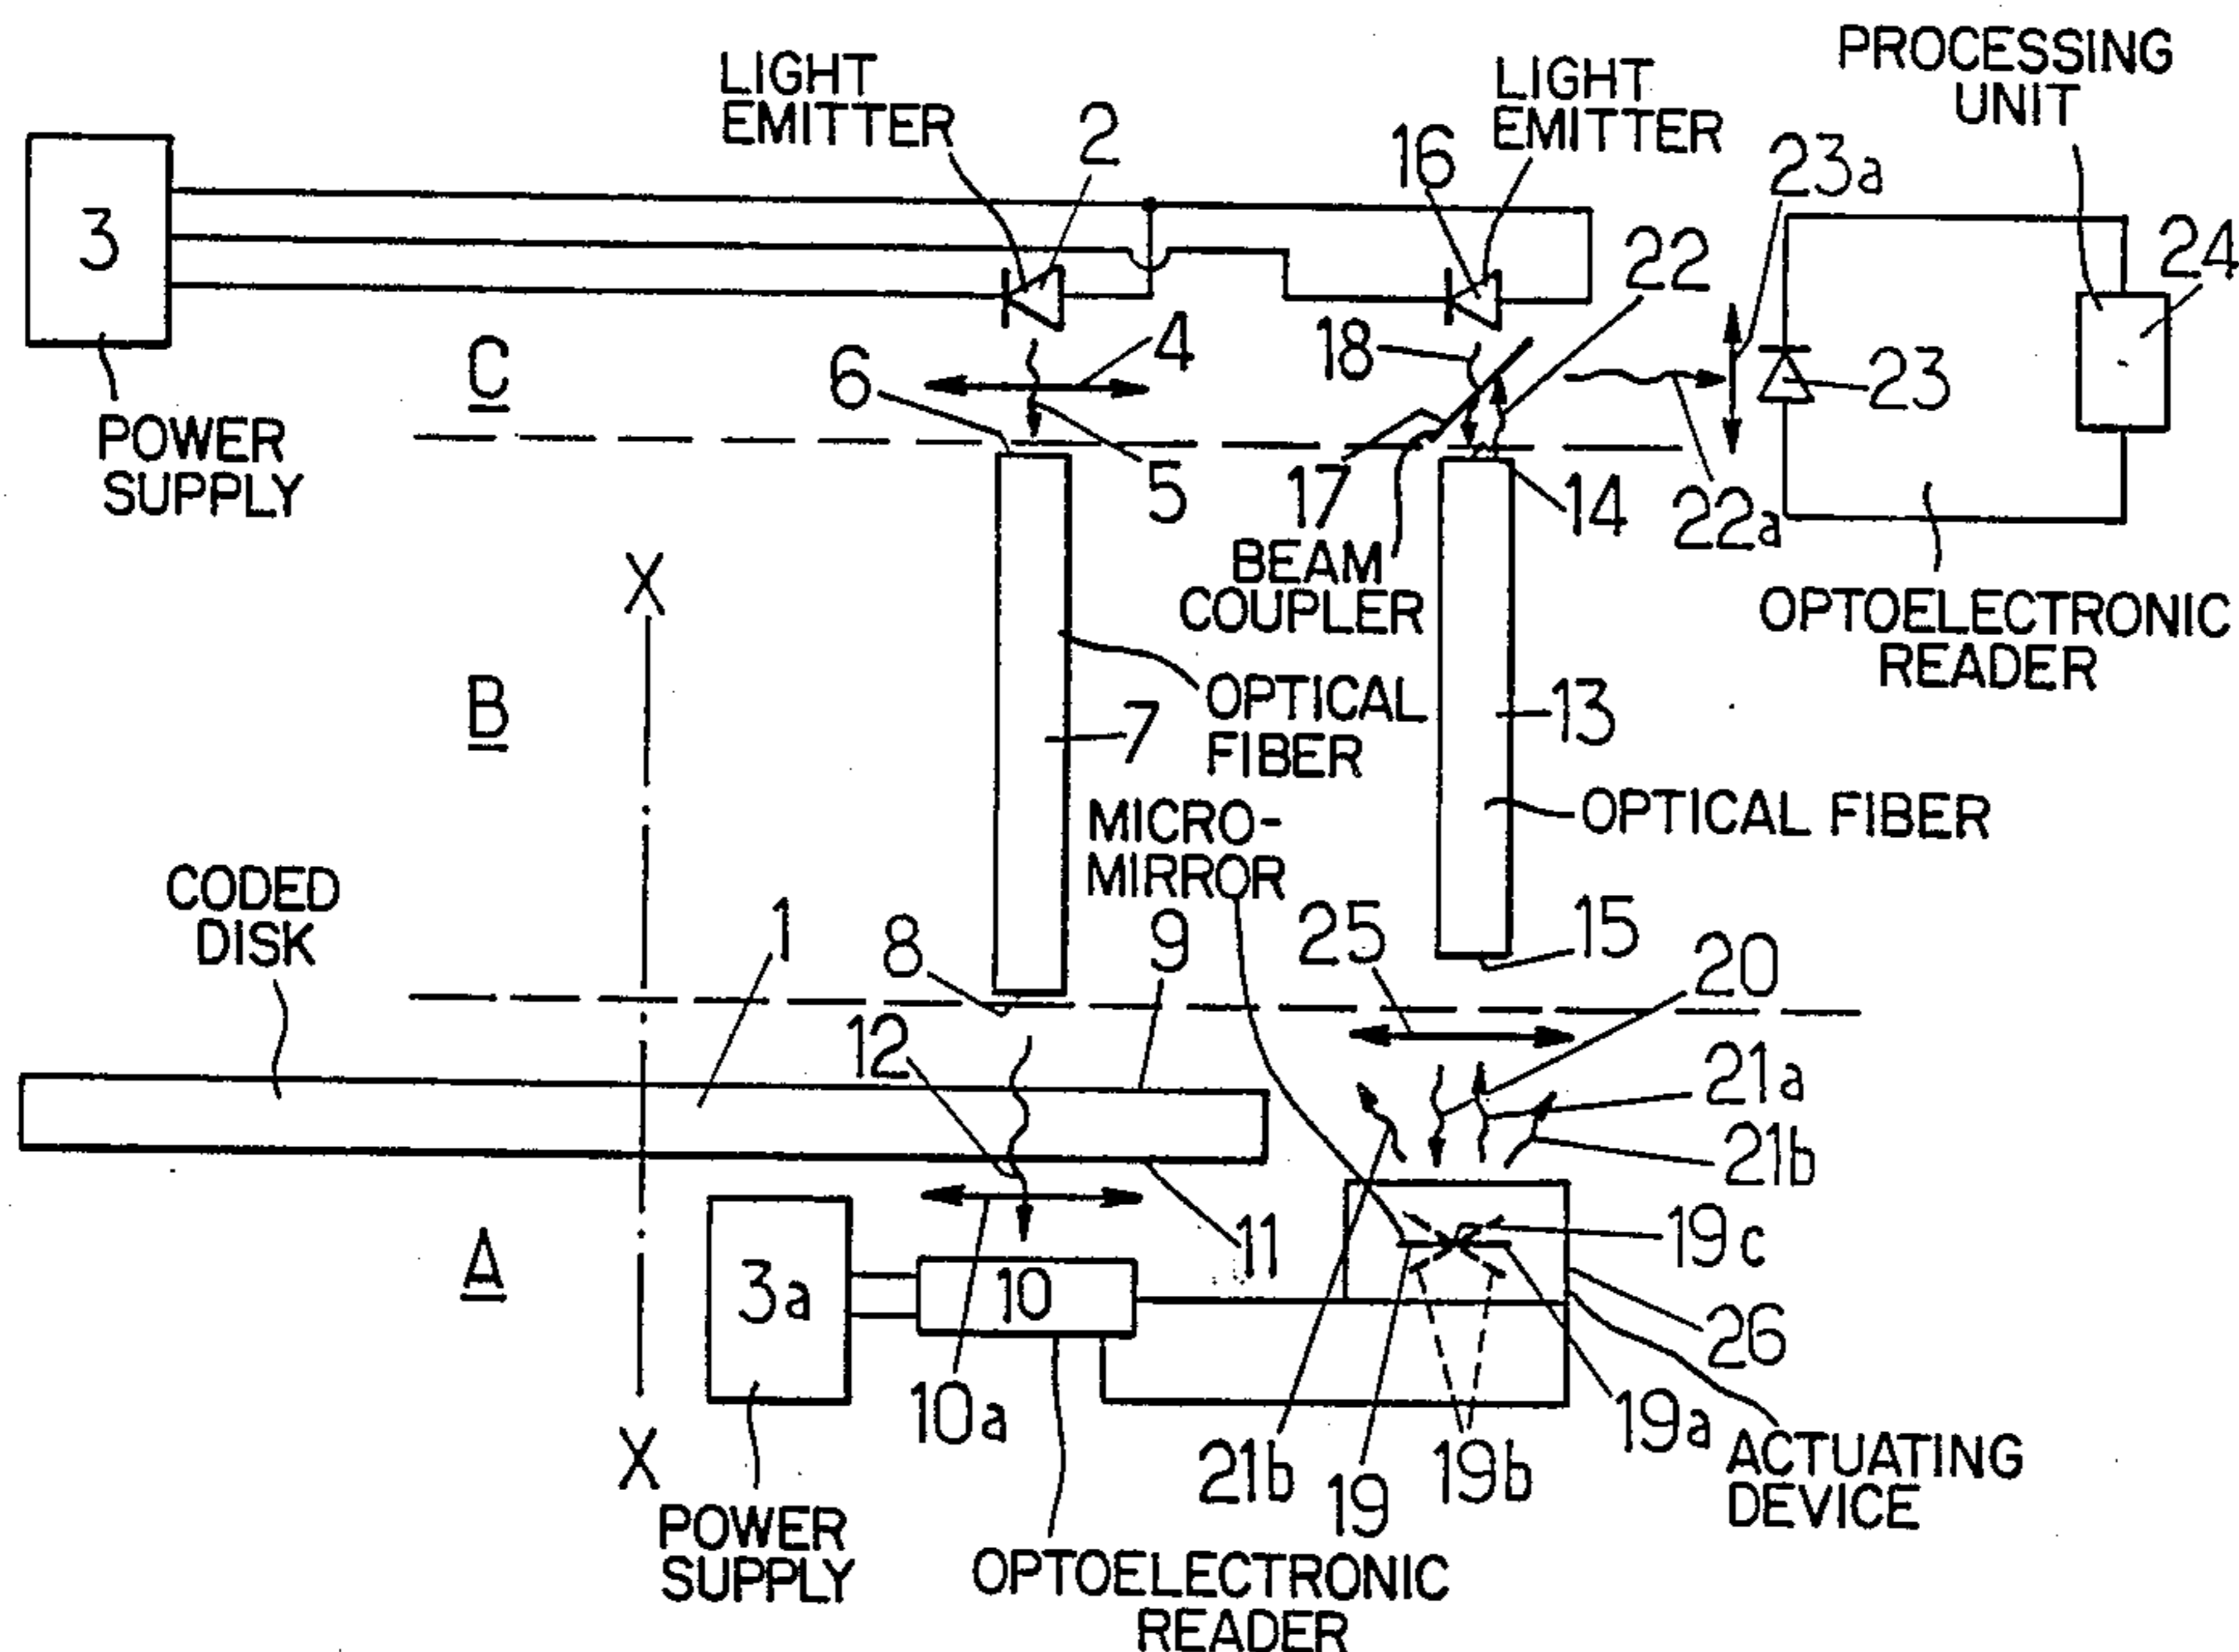 LIGHT
EMITTER
2
16
LIGHT
EMITTER
PROCESSING
UNIT
23a
3
22
24
C
6
4
18
23
POWER
SUPPLY
5
17
14
22a
BEAM
COUPLER
OPTOELECTRONIC
READER
X
B
7
OPTICAL
FIBER
13
MICRO-
MIRROR
OPTICAL FIBER
CODED
DISK
1
8
9
25
15
20
12
21a
21b
A
11
19c
3a
10
26
10a
19a
X
21b
19
19b
ACTUATING
DEVICE
POWER
SUPPLY
OPTOELECTRONIC
READER